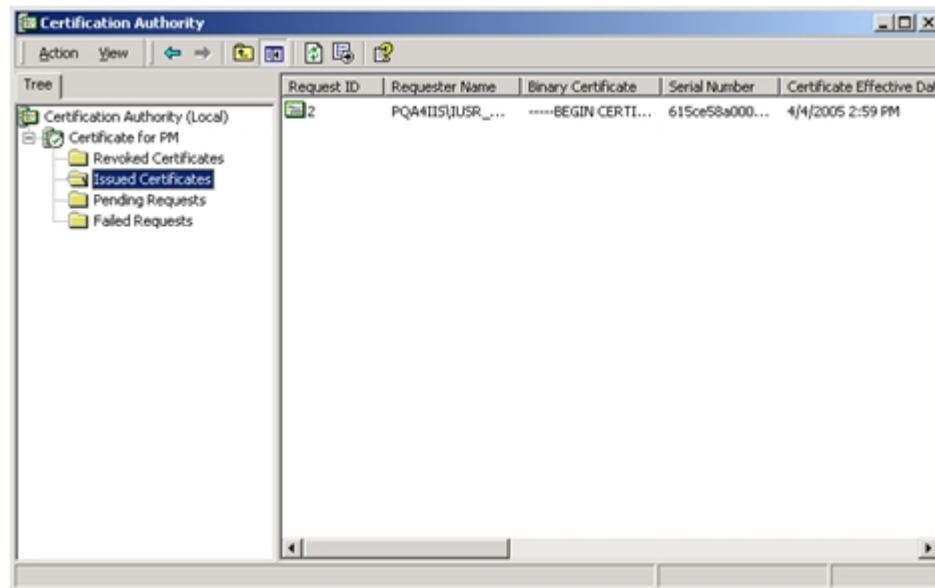 Certification Authority
Action View
Tree
Request ID Requester Name Binary Certificate Serial Number Certificate Effective Dat
Certification Authority (Local)
Certificate for PM
Revoked Certificates
Issued Certificates
Pending Requests
Failed Requests
2 PQA4IIS\IUSR_... -----BEGIN CERTI... 615ce58a000... 4/4/2005 2:59 PM